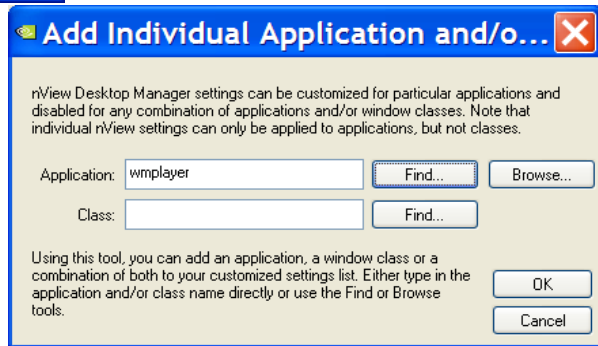 Add Individual Application and/o...
nView Desktop Manager settings can be customized for particular applications and
disabled for any combination of applications and/or window classes. Note that
individual nView settings can only be applied to applications, but not classes.
Application: wmplayer Find... Browse...
Class: Find...
Using this tool, you can add an application, a window class or a
combination of both to your customized settings list. Either type in the
application and/or class name directly or use the Find or Browse
tools.
OK
Cancel